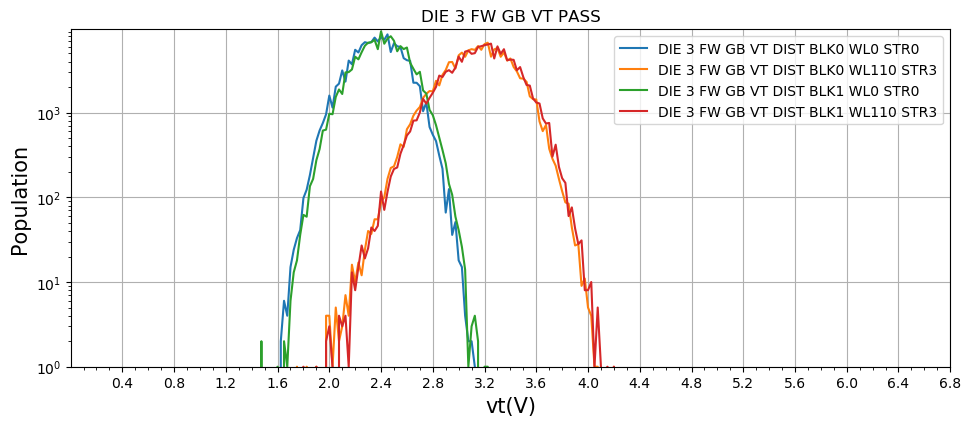 DIE 3 FW GB VT PASS
DIE 3 FW GB VT DIST BLK0 WL0 STR0
DIE 3 FW GB VT DIST BLK0 WL110 STR3
DIE 3 FW GB VT DIST BLK1 WL0 STR0
DIE 3 FW GB VT DIST BLK1 WL110 STR3
Population
10³
10²
10¹
10⁰
0.4 0.8 1.2 1.6 2.0 2.4 2.8 3.2 3.6 4.0 4.4 4.8 5.2 5.6 6.0 6.4 6.8
vt(V)